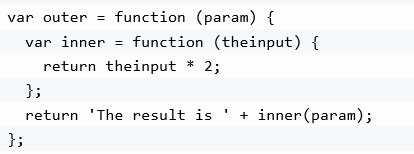 var outer = function (param) {
  var inner = function (theinput) {
    return theinput * 2;
  };
  return 'The result is ' + inner(param);
};